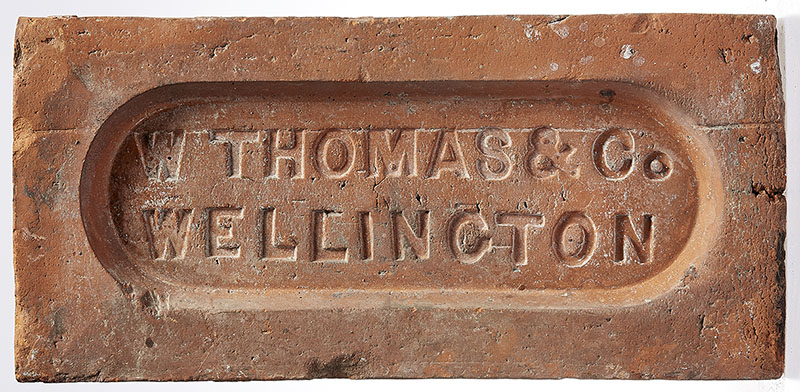 W THOMAS & Co
WELLINGTON